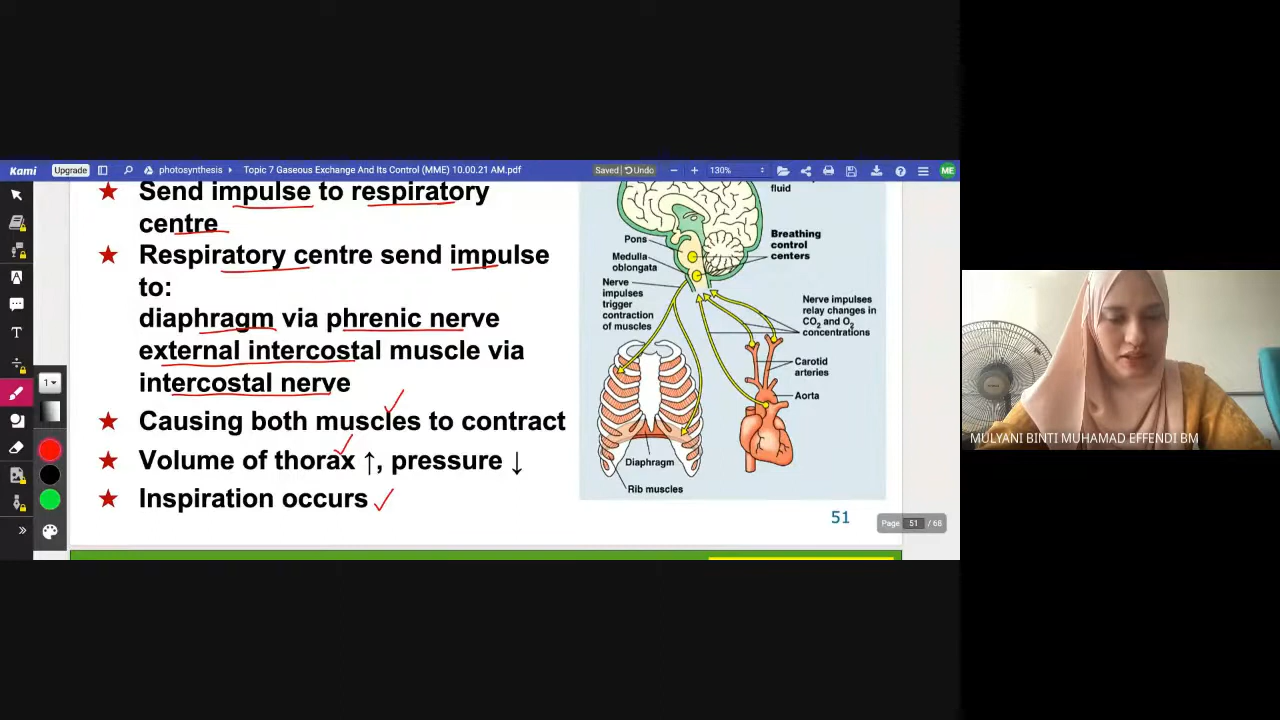 Kami
Upgrade
photosynthesis
Topic 7 Gaseous Exchange And Its Control (MME) 10.00.21 AM.pdf
Saved
Undo
130%
ME
★ Send impulse to respiratory
centre
★ Respiratory centre send impulse
to:
diaphragm via phrenic nerve
external intercostal muscle via
intercostal nerve
★ Causing both muscles to contract
★ Volume of thorax ↑, pressure ↓
★ Inspiration occurs
fluid
Pons
Breathing
control
centers
Medulla
oblongata
Nerve
impulses
trigger
contraction
of muscles
Nerve impulses
relay changes in
CO2 and O2
concentrations
Carotid
arteries
Aorta
Diaphragm
Rib muscles
51
Page 51 / 68
1
MULYANI BINTI MUHAMAD EFFENDI BM